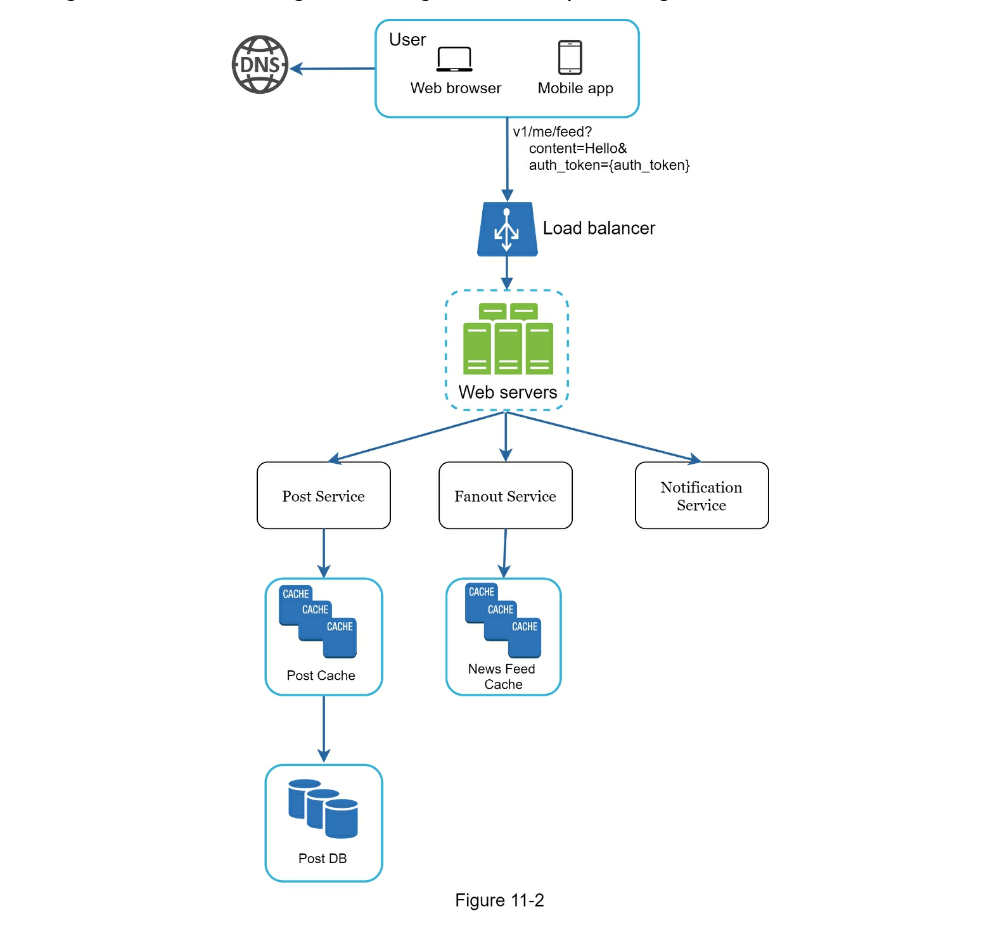 User
DNS
Web browser
Mobile app
v1/me/feed?
content=Hello&
auth_token={auth_token}
Load balancer
Web servers
Post Service
Fanout Service
Notification
Service
CACHE
CACHE
CACHE
Post Cache
CACHE
CACHE
CACHE
News Feed
Cache
Post DB
Figure 11-2